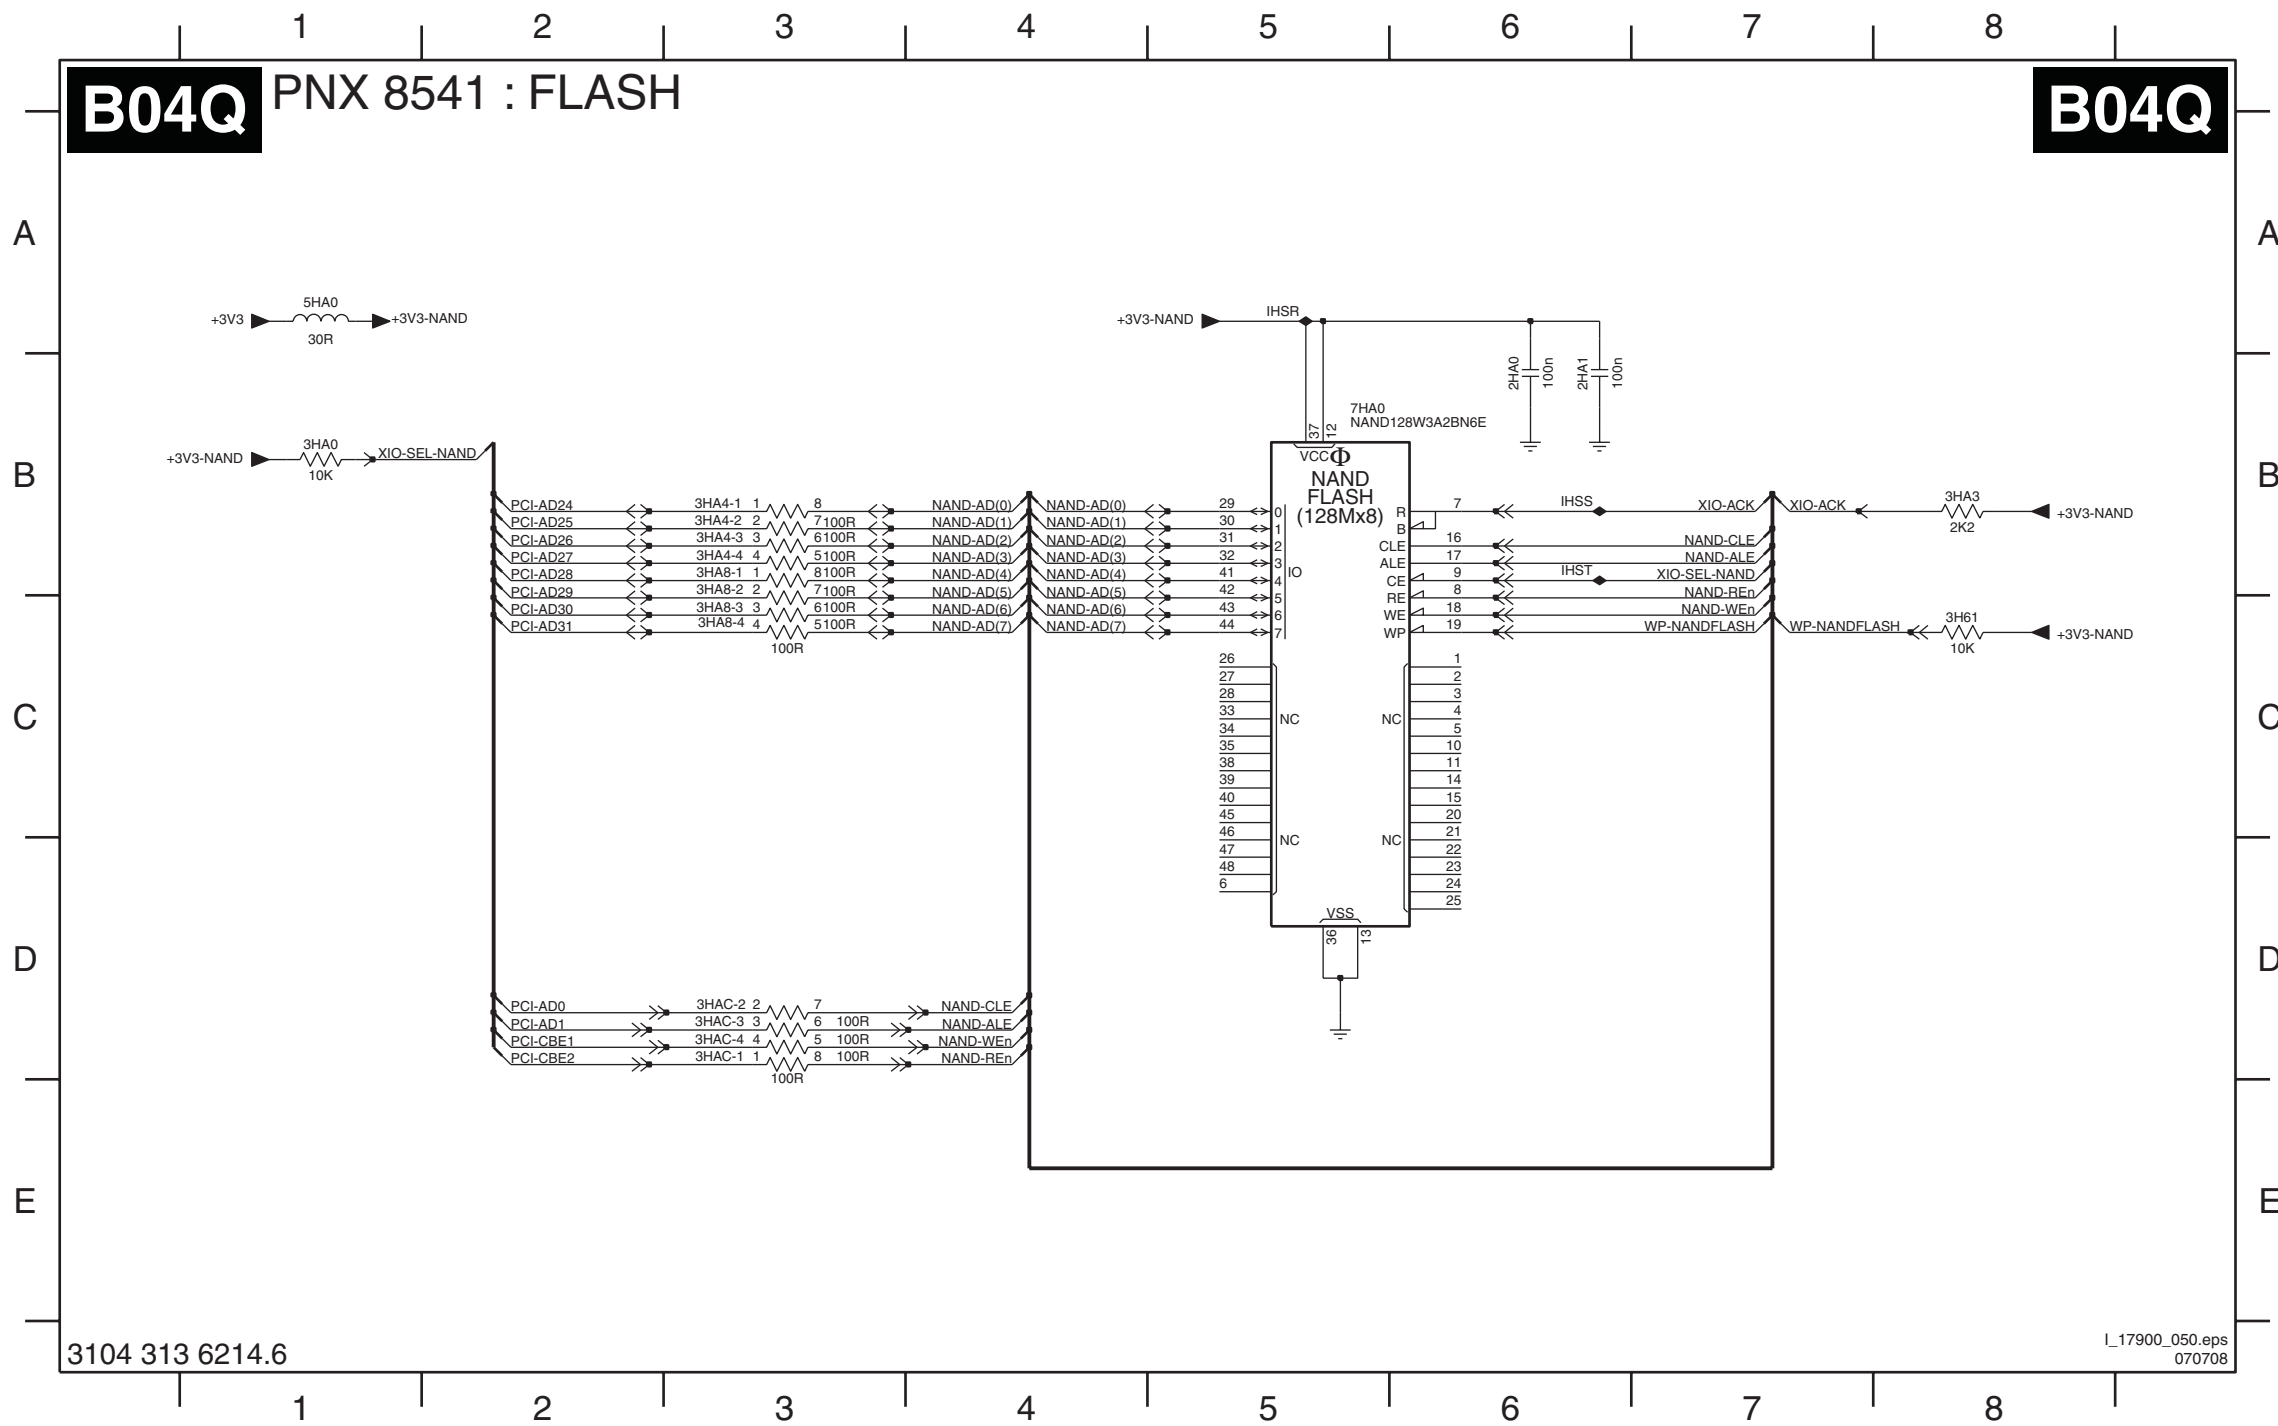 1 2 3 4 5 6 7 8
B04Q PNX 8541 : FLASH B04Q
A A
5HA0
+3V3 +3V3-NAND
30R
+3V3-NAND IHSR
2HA0 100n 2HA1 100n
7HA0
NAND128W3A2BN6E
37 12
3HA0
+3V3-NAND XIO-SEL-NAND
10K
B B
VCC Φ
NAND
FLASH
(128Mx8)
PCI-AD24 3HA4-1 1 8 NAND-AD(0) NAND-AD(0) 29 0 R 7 IHSS XIO-ACK XIO-ACK 3HA3 +3V3-NAND
2K2
PCI-AD25 3HA4-2 2 7 100R NAND-AD(1) NAND-AD(1) 30 1 B
PCI-AD26 3HA4-3 3 6 100R NAND-AD(2) NAND-AD(2) 31 2 CLE 16 NAND-CLE
PCI-AD27 3HA4-4 4 5 100R NAND-AD(3) NAND-AD(3) 32 3 ALE 17 NAND-ALE
IO
PCI-AD28 3HA8-1 1 8 100R NAND-AD(4) NAND-AD(4) 41 4 CE 9 IHST XIO-SEL-NAND
PCI-AD29 3HA8-2 2 7 100R NAND-AD(5) NAND-AD(5) 42 5 RE 8 NAND-REn
PCI-AD30 3HA8-3 3 6 100R NAND-AD(6) NAND-AD(6) 43 6 WE 18 NAND-WEn
PCI-AD31 3HA8-4 4 5 100R NAND-AD(7) NAND-AD(7) 44 7 WP 19 WP-NANDFLASH WP-NANDFLASH 3H61 +3V3-NAND
100R 10K
26 1
27 2
28 3
C 33 NC NC 4 C
34 5
35 10
38 11
39 14
40 15
45 20
46 NC NC 21
47 22
48 23
6 24
25
VSS
36 13
D D
PCI-AD0 3HAC-2 2 7 NAND-CLE
PCI-AD1 3HAC-3 3 6 100R NAND-ALE
PCI-CBE1 3HAC-4 4 5 100R NAND-WEn
PCI-CBE2 3HAC-1 1 8 100R NAND-REn
100R
E E
3104 313 6214.6
I_17900_050.eps
070708
1 2 3 4 5 6 7 8